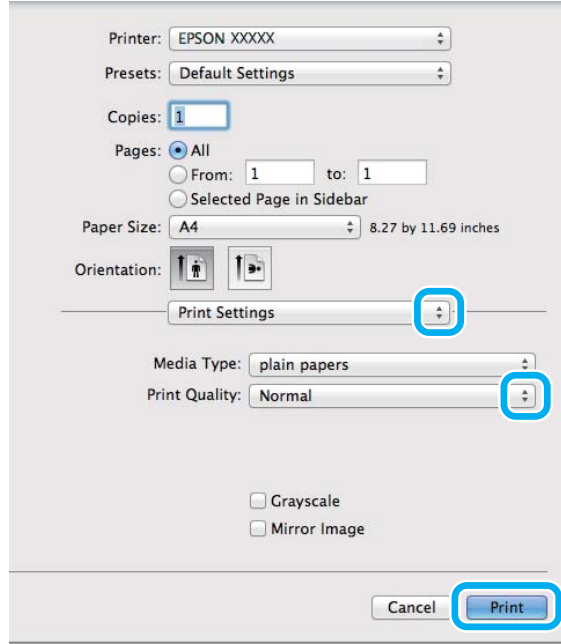 Printer: EPSON XXXXX
Presets: Default Settings
Copies: 1
Pages: All
From: 1 to: 1
Selected Page in Sidebar
Paper Size: A4 8.27 by 11.69 inches
Orientation:
Print Settings
Media Type: plain papers
Print Quality: Normal
Grayscale
Mirror Image
Cancel Print